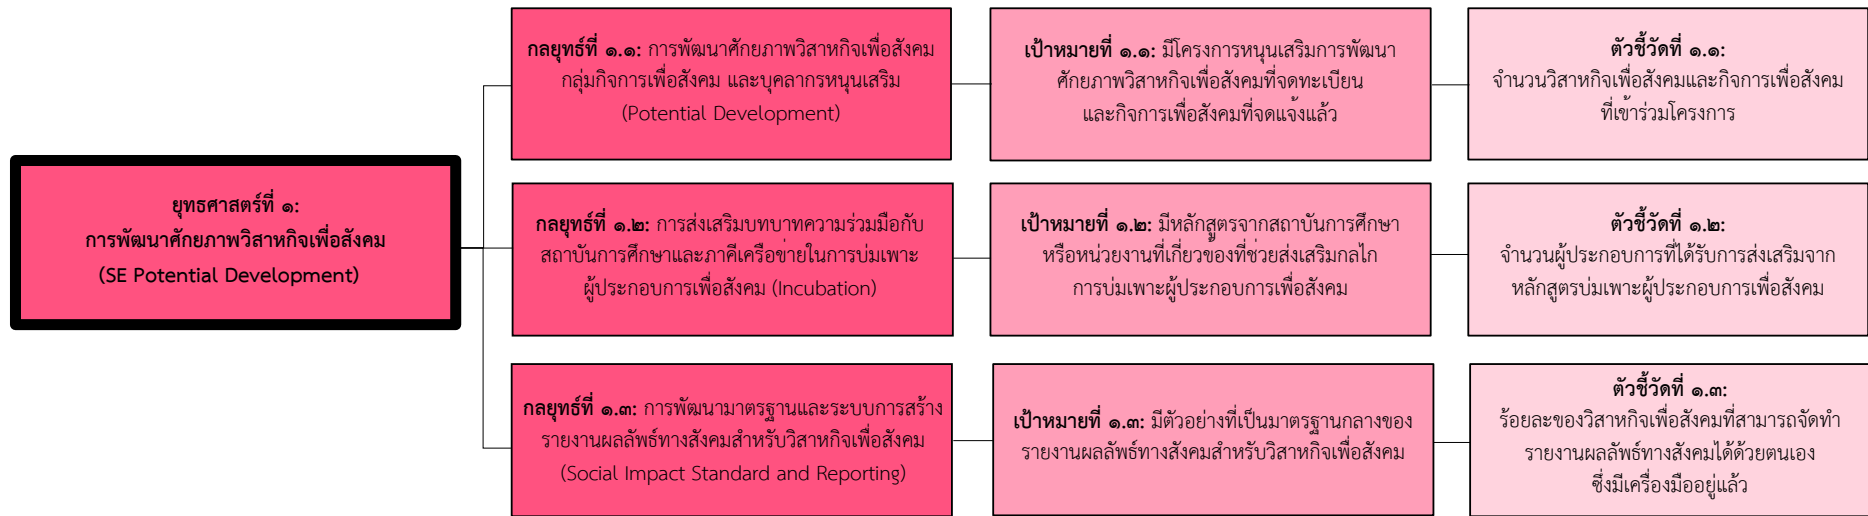 ยุทธศาสตร์ที่ ๑:
การพัฒนาศักยภาพวิสาหกิจเพื่อสังคม
(SE Potential Development)
กลยุทธ์ที่ ๑.๑: การพัฒนาศักยภาพวิสาหกิจเพื่อสังคม
กลุ่มกิจการเพื่อสังคม และบุคลากรหนุนเสริม
(Potential Development)
เป้าหมายที่ ๑.๑: มีโครงการหนุนเสริมการพัฒนา
ศักยภาพวิสาหกิจเพื่อสังคมที่จดทะเบียน
และกิจการเพื่อสังคมที่จดแจ้งแล้ว
ตัวชี้วัดที่ ๑.๑:
จำนวนวิสาหกิจเพื่อสังคมและกิจการเพื่อสังคม
ที่เข้าร่วมโครงการ
กลยุทธ์ที่ ๑.๒: การส่งเสริมบทบาทความร่วมมือกับ
สถาบันการศึกษาและภาคีเครือข่ายในการบ่มเพาะ
ผู้ประกอบการเพื่อสังคม (Incubation)
เป้าหมายที่ ๑.๒: มีหลักสูตรจากสถาบันการศึกษา
หรือหน่วยงานที่เกี่ยวข้องที่ช่วยส่งเสริมกลไก
การบ่มเพาะผู้ประกอบการเพื่อสังคม
ตัวชี้วัดที่ ๑.๒:
จำนวนผู้ประกอบการที่ได้รับการส่งเสริมจาก
หลักสูตรบ่มเพาะผู้ประกอบการเพื่อสังคม
กลยุทธ์ที่ ๑.๓: การพัฒนามาตรฐานและระบบการสร้าง
รายงานผลลัพธ์ทางสังคมสำหรับวิสาหกิจเพื่อสังคม
(Social Impact Standard and Reporting)
เป้าหมายที่ ๑.๓: มีตัวอย่างที่เป็นมาตรฐานกลางของ
รายงานผลลัพธ์ทางสังคมสำหรับวิสาหกิจเพื่อสังคม
ตัวชี้วัดที่ ๑.๓:
ร้อยละของวิสาหกิจเพื่อสังคมที่สามารถจัดทำ
รายงานผลลัพธ์ทางสังคมได้ด้วยตนเอง
ซึ่งมีเครื่องมืออยู่แล้ว